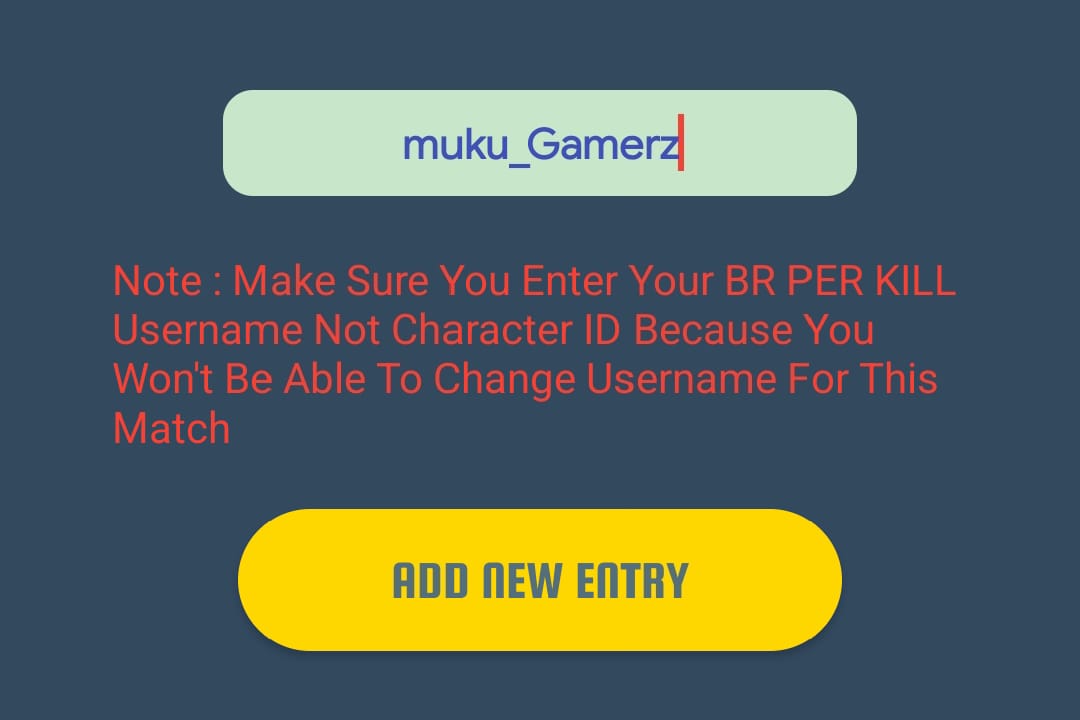 muku_Gamerz
Note : Make Sure You Enter Your BR PER KILL
Username Not Character ID Because You
Won't Be Able To Change Username For This
Match
ADD NEW ENTRY